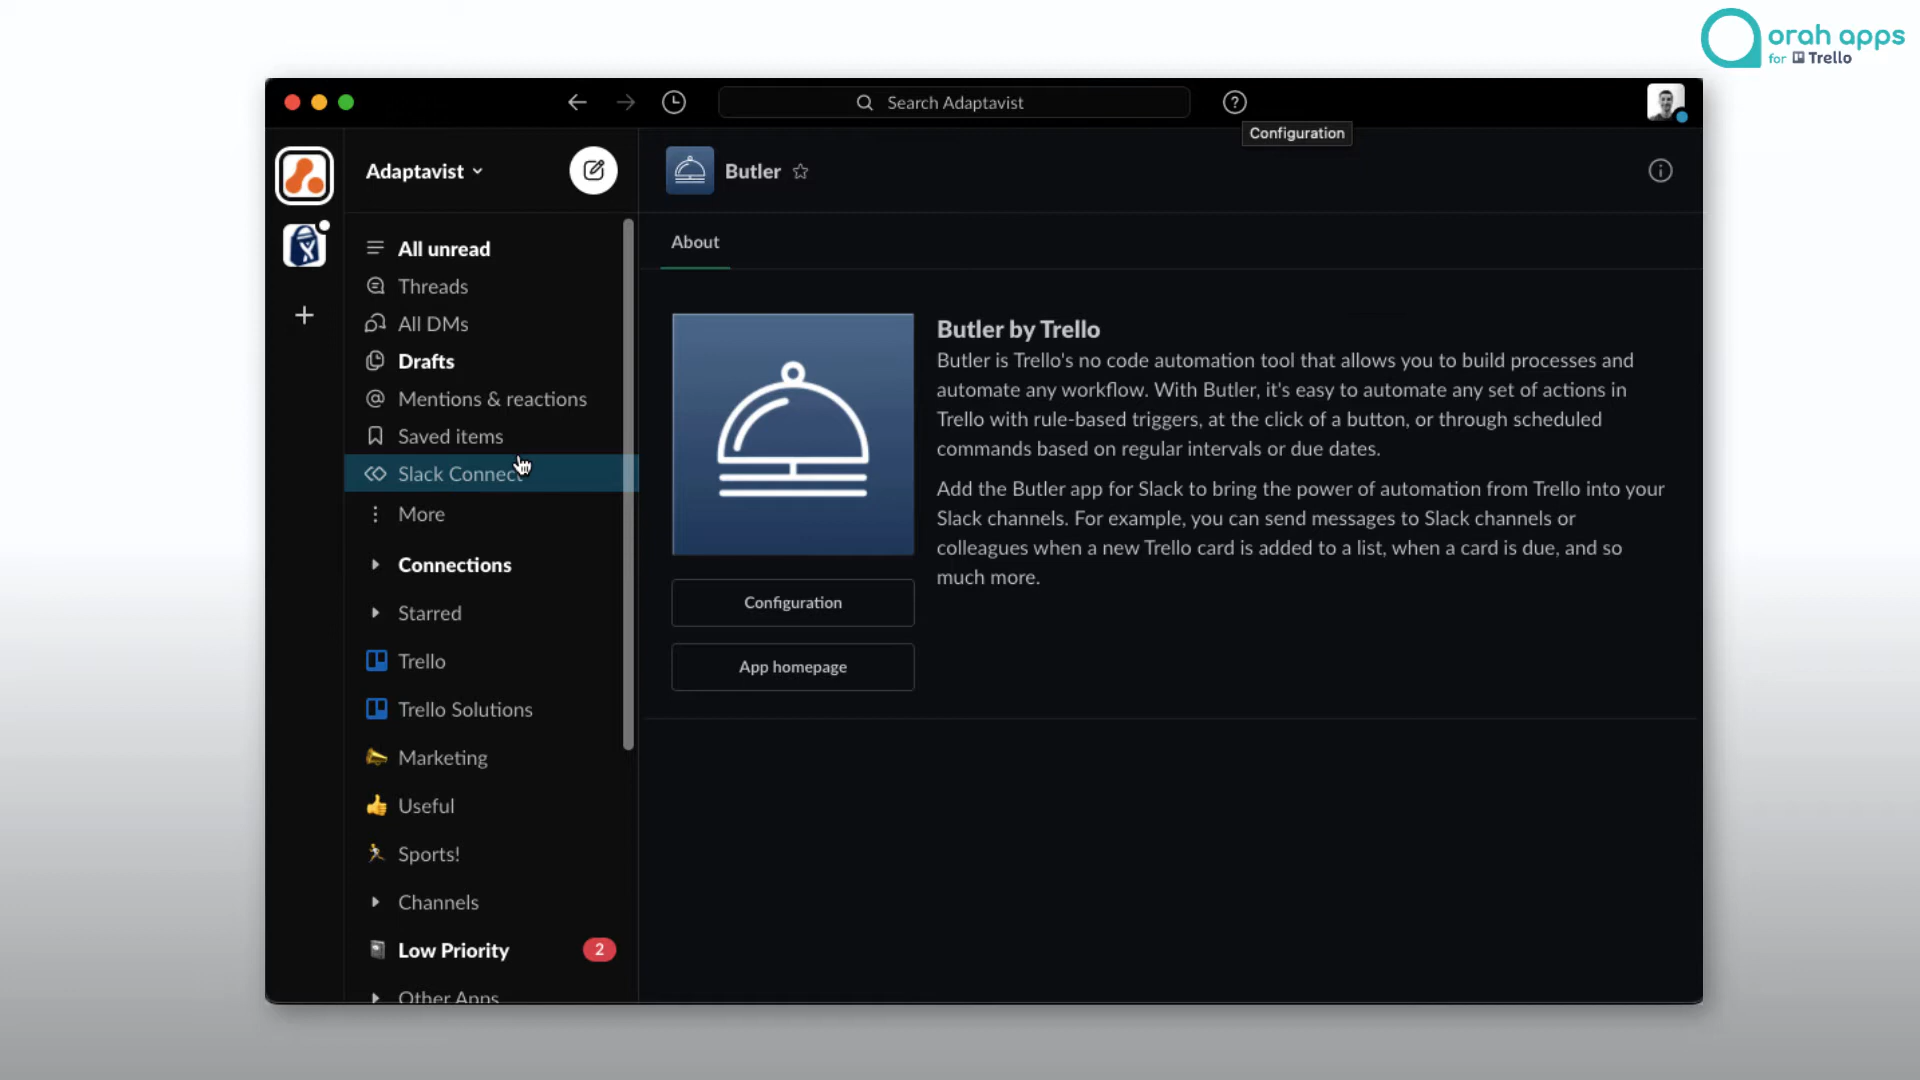 orah apps
for Trello
Search Adaptavist
Configuration
Adaptavist
Butler
All unread
Threads
All DMs
Drafts
Mentions & reactions
Saved items
Slack Connect
More
Connections
Starred
Trello
Trello Solutions
Marketing
Useful
Sports!
Channels
Low Priority 2
Other Apps
About
Butler by Trello
Butler is Trello's no code automation tool that allows you to build processes and
automate any workflow. With Butler, it's easy to automate any set of actions in
Trello with rule-based triggers, at the click of a button, or through scheduled
commands based on regular intervals or due dates.
Add the Butler app for Slack to bring the power of automation from Trello into your
Slack channels. For example, you can send messages to Slack channels or
colleagues when a new Trello card is added to a list, when a card is due, and so
much more.
Configuration
App homepage